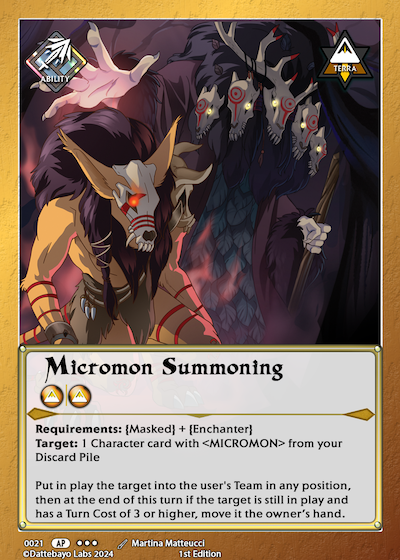 ABILITY
TERRA
Micromon Summoning
Requirements: {Masked} + {Enchanter}
Target: 1 Character card with <MICROMON> from your
Discard Pile
Put in play the target into the user's Team in any position,
then at the end of this turn if the target is still in play and
has a Turn Cost of 3 or higher, move it the owner's hand.
0021 AP Martina Matteucci
©Dattebayo Labs 2024 1st Edition